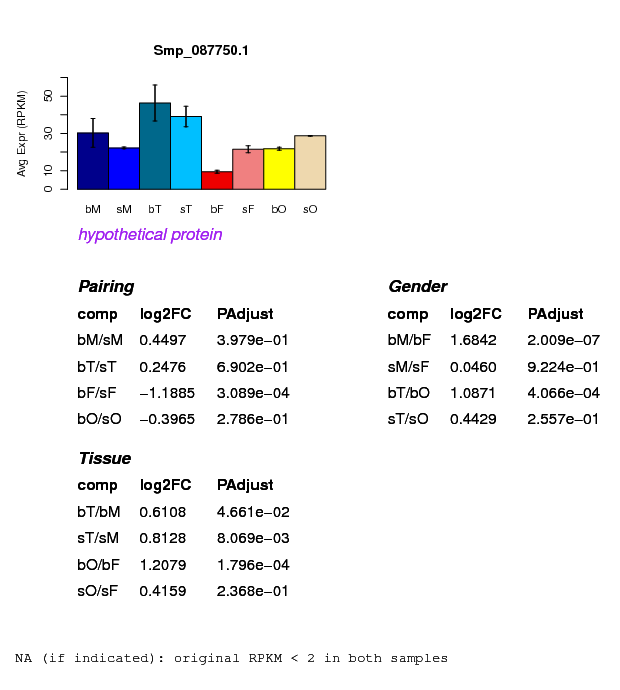 Smp_087750.1
Avg Expr (RPKM)
0 10 30 50
bM sM bT sT bF sF bO sO
hypothetical protein
Pairing
comp log2FC PAdjust
bM/sM 0.4497 3.979e−01
bT/sT 0.2476 6.902e−01
bF/sF −1.1885 3.089e−04
bO/sO −0.3965 2.786e−01
Gender
comp log2FC PAdjust
bM/bF 1.6842 2.009e−07
sM/sF 0.0460 9.224e−01
bT/bO 1.0871 4.066e−04
sT/sO 0.4429 2.557e−01
Tissue
comp log2FC PAdjust
bT/bM 0.6108 4.661e−02
sT/sM 0.8128 8.069e−03
bO/bF 1.2079 1.796e−04
sO/sF 0.4159 2.368e−01
NA (if indicated): original RPKM < 2 in both samples